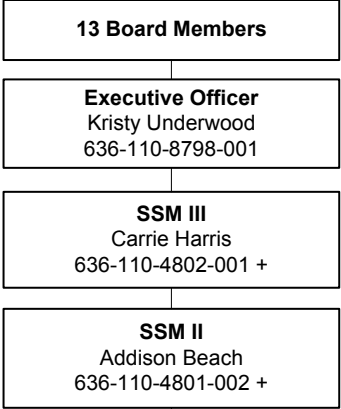 13 Board Members
Executive Officer
Kristy Underwood
636-110-8798-001
SSM III
Carrie Harris
636-110-4802-001 +
SSM II
Addison Beach
636-110-4801-002 +